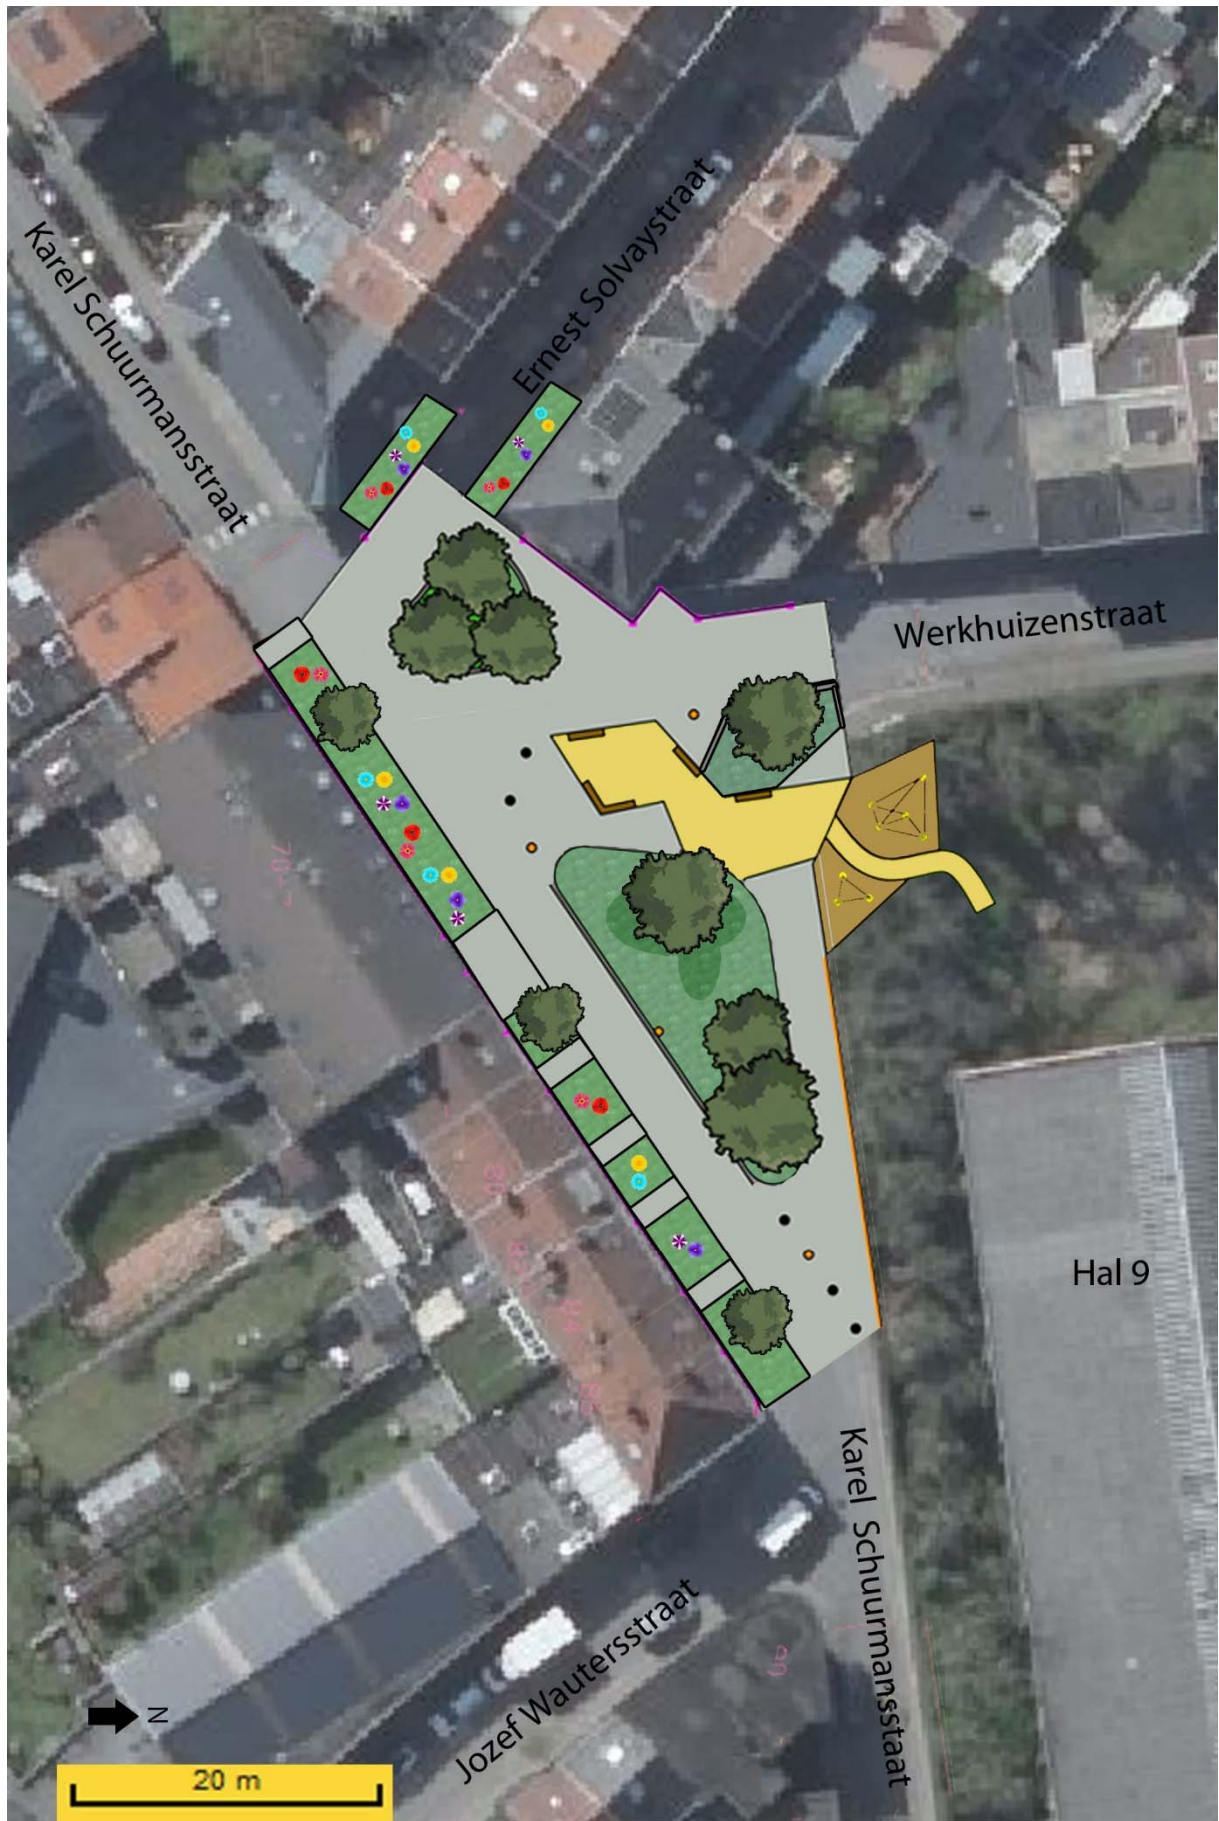 Karel Schuurmansstraat
Ernest Solvaystraat
Werkhuizenstraat
Hal 9
Karel Schuurmansstaat
Jozef Wautersstraat
N
20 m